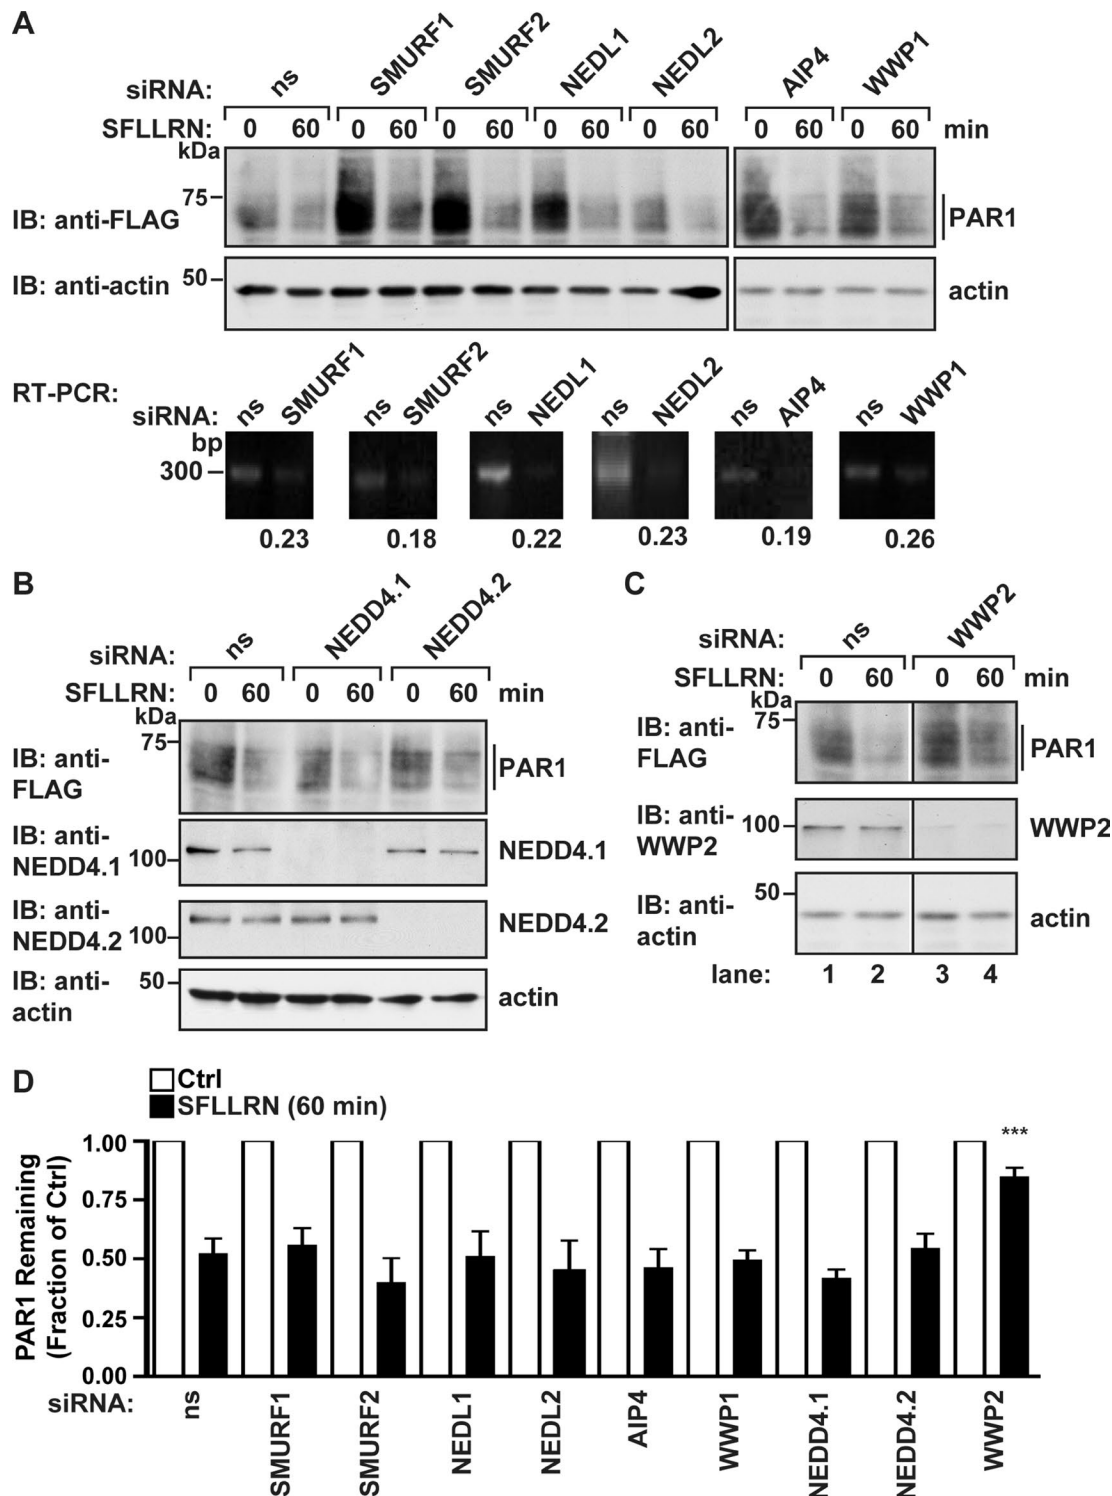 A
siRNA: ns SMURF1 SMURF2 NEDL1 NEDL2 AIP4 WWP1
SFLLRN: 0 60 0 60 0 60 0 60 0 60 0 60 0 60 min
kDa
75
IB: anti-FLAG PAR1
50
IB: anti-actin actin
RT-PCR:
siRNA: ns SMURF1 ns SMURF2 ns NEDL1 ns NEDL2 ns AIP4 ns WWP1
bp
300
0.23 0.18 0.22 0.23 0.19 0.26
B
siRNA: ns NEDD4.1 NEDD4.2
SFLLRN: 0 60 0 60 0 60 min
kDa
75
IB: anti-
FLAG
PAR1
IB: anti-
NEDD4.1
100
NEDD4.1
IB: anti-
NEDD4.2
100
NEDD4.2
IB: anti-
actin
50
actin
C
siRNA: ns WWP2
SFLLRN: 0 60 0 60 min
kDa
75
IB: anti-
FLAG
PAR1
IB: anti-
WWP2
100
WWP2
50
IB: anti-
actin
actin
lane: 1 2 3 4
D
Ctrl
SFLLRN (60 min)
PAR1 Remaining
(Fraction of Ctrl)
1.00
0.75
0.50
0.25
0.00
***
siRNA: ns SMURF1 SMURF2 NEDL1 NEDL2 AIP4 WWP1 NEDD4.1 NEDD4.2 WWP2